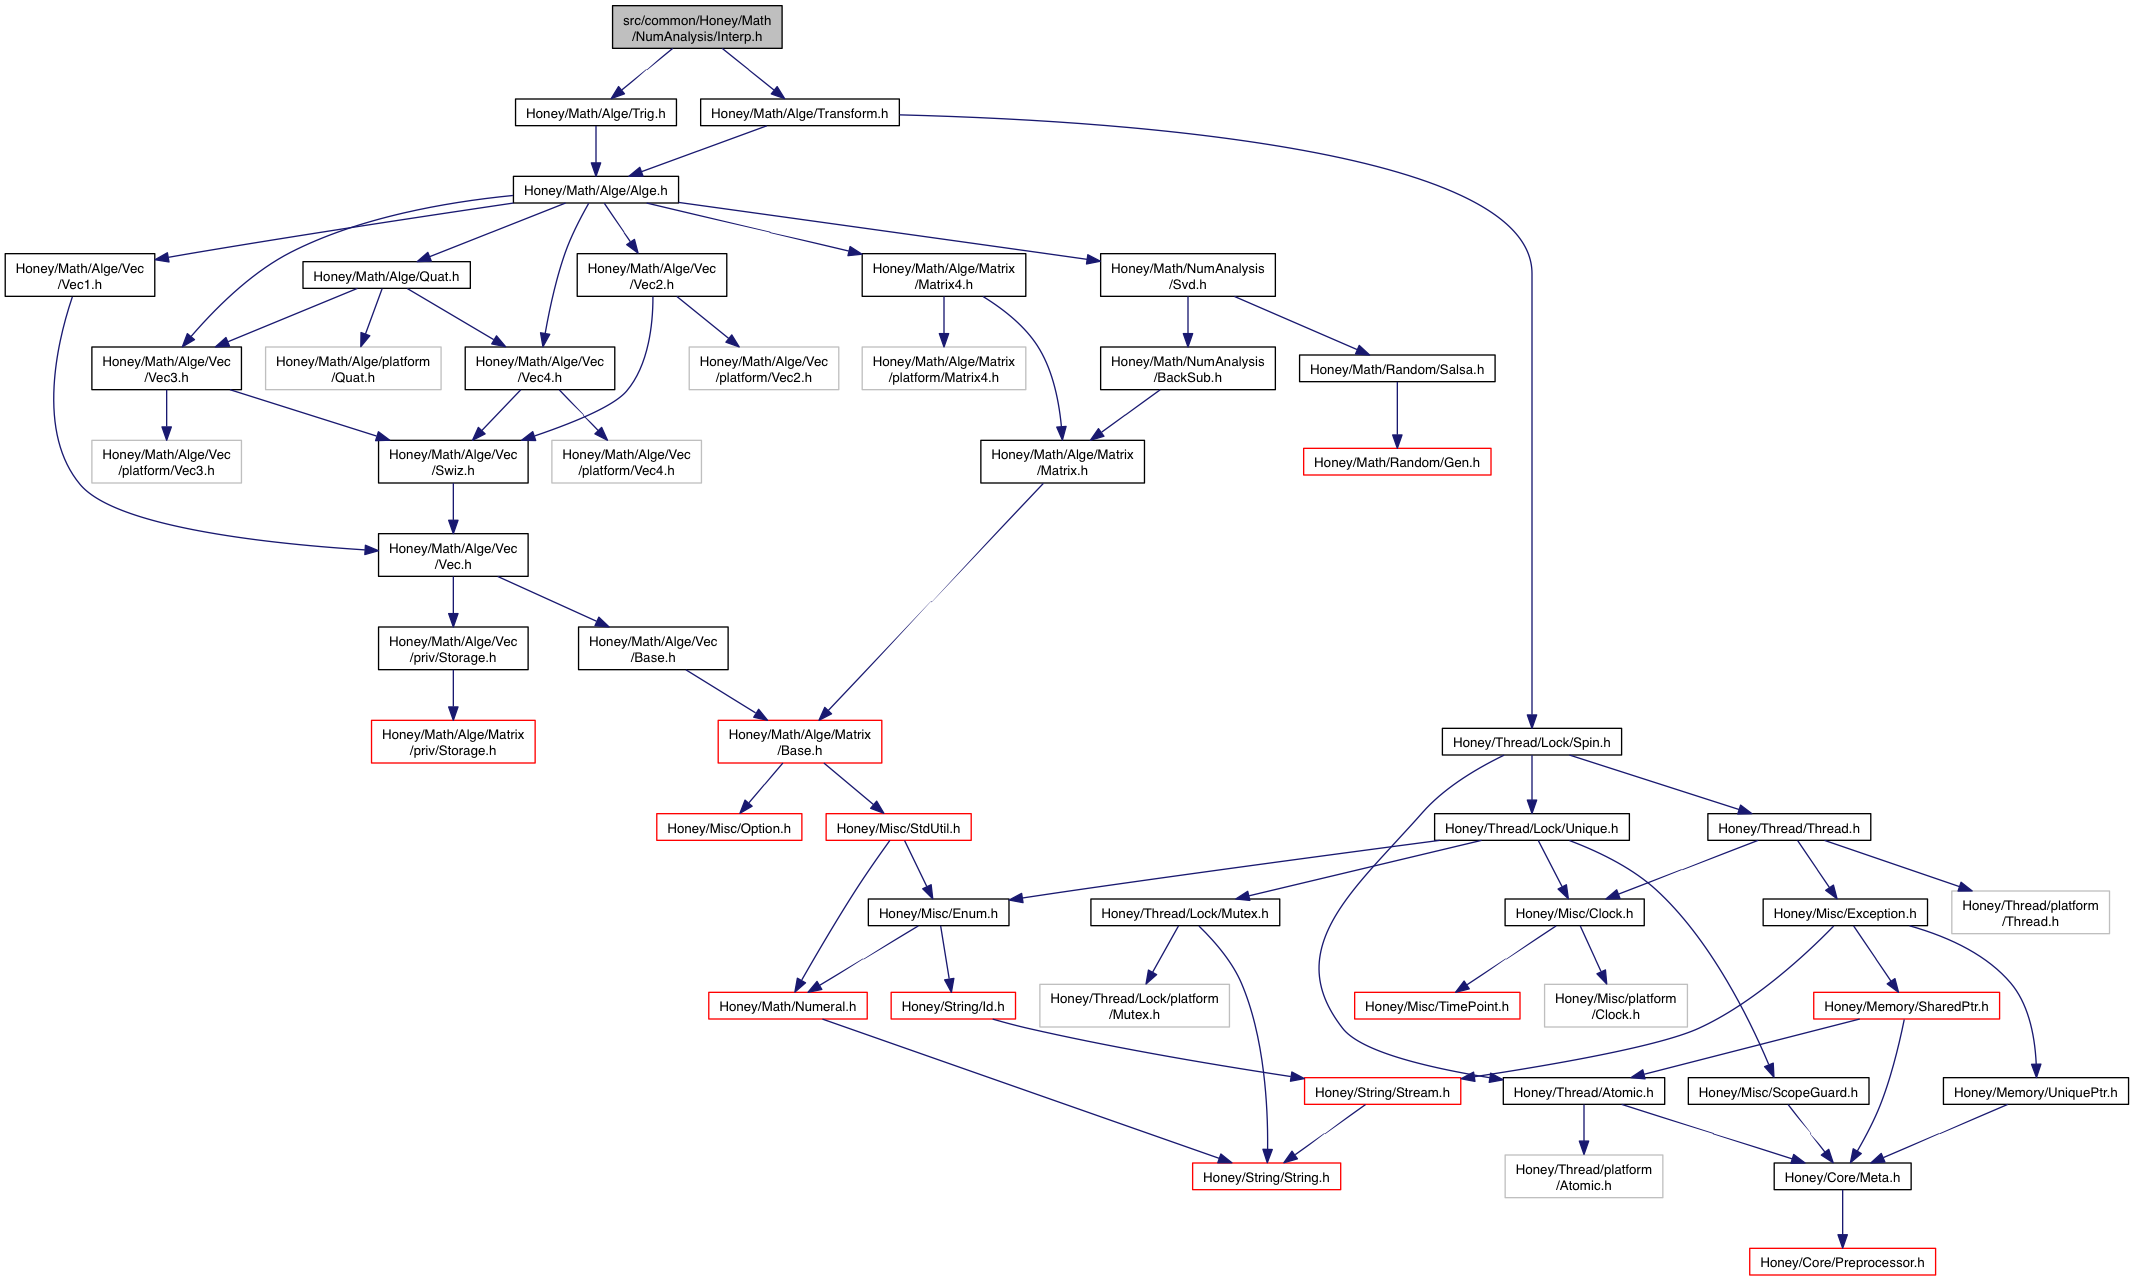 src/common/Honey/Math
/NumAnalysis/Interp.h
Honey/Math/Alge/Trig.h
Honey/Math/Alge/Transform.h
Honey/Math/Alge/Alge.h
Honey/Math/Alge/Vec
/Vec1.h
Honey/Math/Alge/Quat.h
Honey/Math/Alge/Vec
/Vec2.h
Honey/Math/Alge/Matrix
/Matrix4.h
Honey/Math/NumAnalysis
/Svd.h
Honey/Math/Alge/Vec
/Vec3.h
Honey/Math/Alge/platform
/Quat.h
Honey/Math/Alge/Vec
/Vec4.h
Honey/Math/Alge/Vec
/platform/Vec2.h
Honey/Math/Alge/Matrix
/platform/Matrix4.h
Honey/Math/NumAnalysis
/BackSub.h
Honey/Math/Random/Salsa.h
Honey/Math/Alge/Vec
/platform/Vec3.h
Honey/Math/Alge/Vec
/Swiz.h
Honey/Math/Alge/Vec
/platform/Vec4.h
Honey/Math/Alge/Matrix
/Matrix.h
Honey/Math/Random/Gen.h
Honey/Math/Alge/Vec
/Vec.h
Honey/Math/Alge/Vec
/priv/Storage.h
Honey/Math/Alge/Vec
/Base.h
Honey/Math/Alge/Matrix
/priv/Storage.h
Honey/Math/Alge/Matrix
/Base.h
Honey/Thread/Lock/Spin.h
Honey/Misc/Option.h
Honey/Misc/StdUtil.h
Honey/Thread/Lock/Unique.h
Honey/Thread/Thread.h
Honey/Misc/Enum.h
Honey/Thread/Lock/Mutex.h
Honey/Misc/Clock.h
Honey/Misc/Exception.h
Honey/Thread/platform
/Thread.h
Honey/Math/Numeral.h
Honey/String/Id.h
Honey/Thread/Lock/platform
/Mutex.h
Honey/Misc/TimePoint.h
Honey/Misc/platform
/Clock.h
Honey/Memory/SharedPtr.h
Honey/String/Stream.h
Honey/Thread/Atomic.h
Honey/Misc/ScopeGuard.h
Honey/Memory/UniquePtr.h
Honey/String/String.h
Honey/Thread/platform
/Atomic.h
Honey/Core/Meta.h
Honey/Core/Preprocessor.h